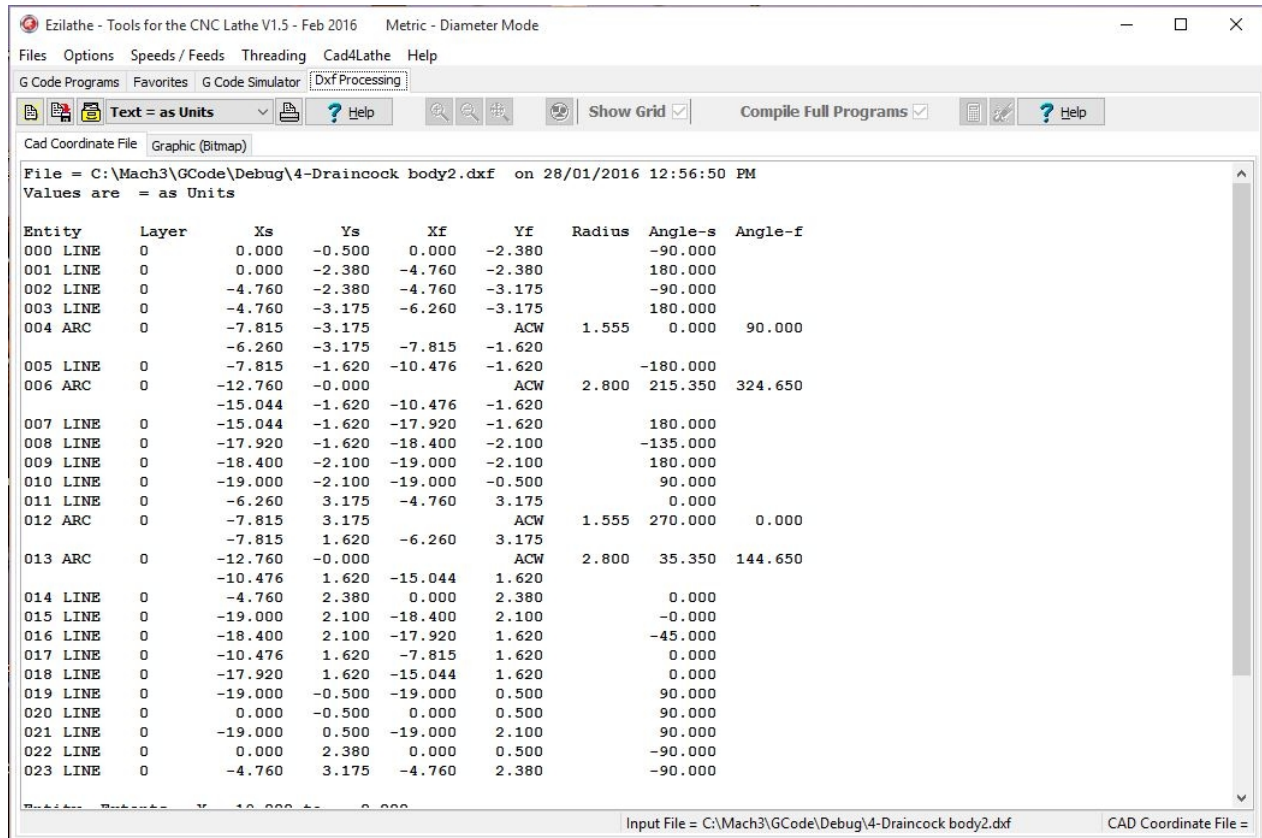 Ezilathe - Tools for the CNC Lathe V1.5 - Feb 2016 Metric - Diameter Mode
Files Options Speeds / Feeds Threading Cad4Lathe Help
G Code Programs Favorites G Code Simulator Dxf Processing
Text = as Units ? Help Show Grid Compile Full Programs ? Help
Cad Coordinate File Graphic (Bitmap)
File = C:\Mach3\GCode\Debug\4-Draincock body2.dxf on 28/01/2016 12:56:50 PM
Values are = as Units
Entity Layer Xs Ys Xf Yf Radius Angle-s Angle-f
000 LINE 0 0.000 -0.500 0.000 -2.380 -90.000
001 LINE 0 0.000 -2.380 -4.760 -2.380 180.000
002 LINE 0 -4.760 -2.380 -4.760 -3.175 -90.000
003 LINE 0 -4.760 -3.175 -6.260 -3.175 180.000
004 ARC 0 -7.815 -3.175 ACW 1.555 0.000 90.000
-6.260 -3.175 -7.815 -1.620
005 LINE 0 -7.815 -1.620 -10.476 -1.620 -180.000
006 ARC 0 -12.760 -0.000 ACW 2.800 215.350 324.650
-15.044 -1.620 -10.476 -1.620
007 LINE 0 -15.044 -1.620 -17.920 -1.620 180.000
008 LINE 0 -17.920 -1.620 -18.400 -2.100 -135.000
009 LINE 0 -18.400 -2.100 -19.000 -2.100 180.000
010 LINE 0 -19.000 -2.100 -19.000 -0.500 90.000
011 LINE 0 -6.260 3.175 -4.760 3.175 0.000
012 ARC 0 -7.815 3.175 ACW 1.555 270.000 0.000
-7.815 1.620 -6.260 3.175
013 ARC 0 -12.760 -0.000 ACW 2.800 35.350 144.650
-10.476 1.620 -15.044 1.620
014 LINE 0 -4.760 2.380 0.000 2.380 0.000
015 LINE 0 -19.000 2.100 -18.400 2.100 -0.000
016 LINE 0 -18.400 2.100 -17.920 1.620 -45.000
017 LINE 0 -10.476 1.620 -7.815 1.620 0.000
018 LINE 0 -17.920 1.620 -15.044 1.620 0.000
019 LINE 0 -19.000 -0.500 -19.000 0.500 90.000
020 LINE 0 0.000 -0.500 0.000 0.500 90.000
021 LINE 0 -19.000 0.500 -19.000 2.100 90.000
022 LINE 0 0.000 2.380 0.000 0.500 -90.000
023 LINE 0 -4.760 3.175 -4.760 2.380 -90.000
Input File = C:\Mach3\GCode\Debug\4-Draincock body2.dxf CAD Coordinate File =